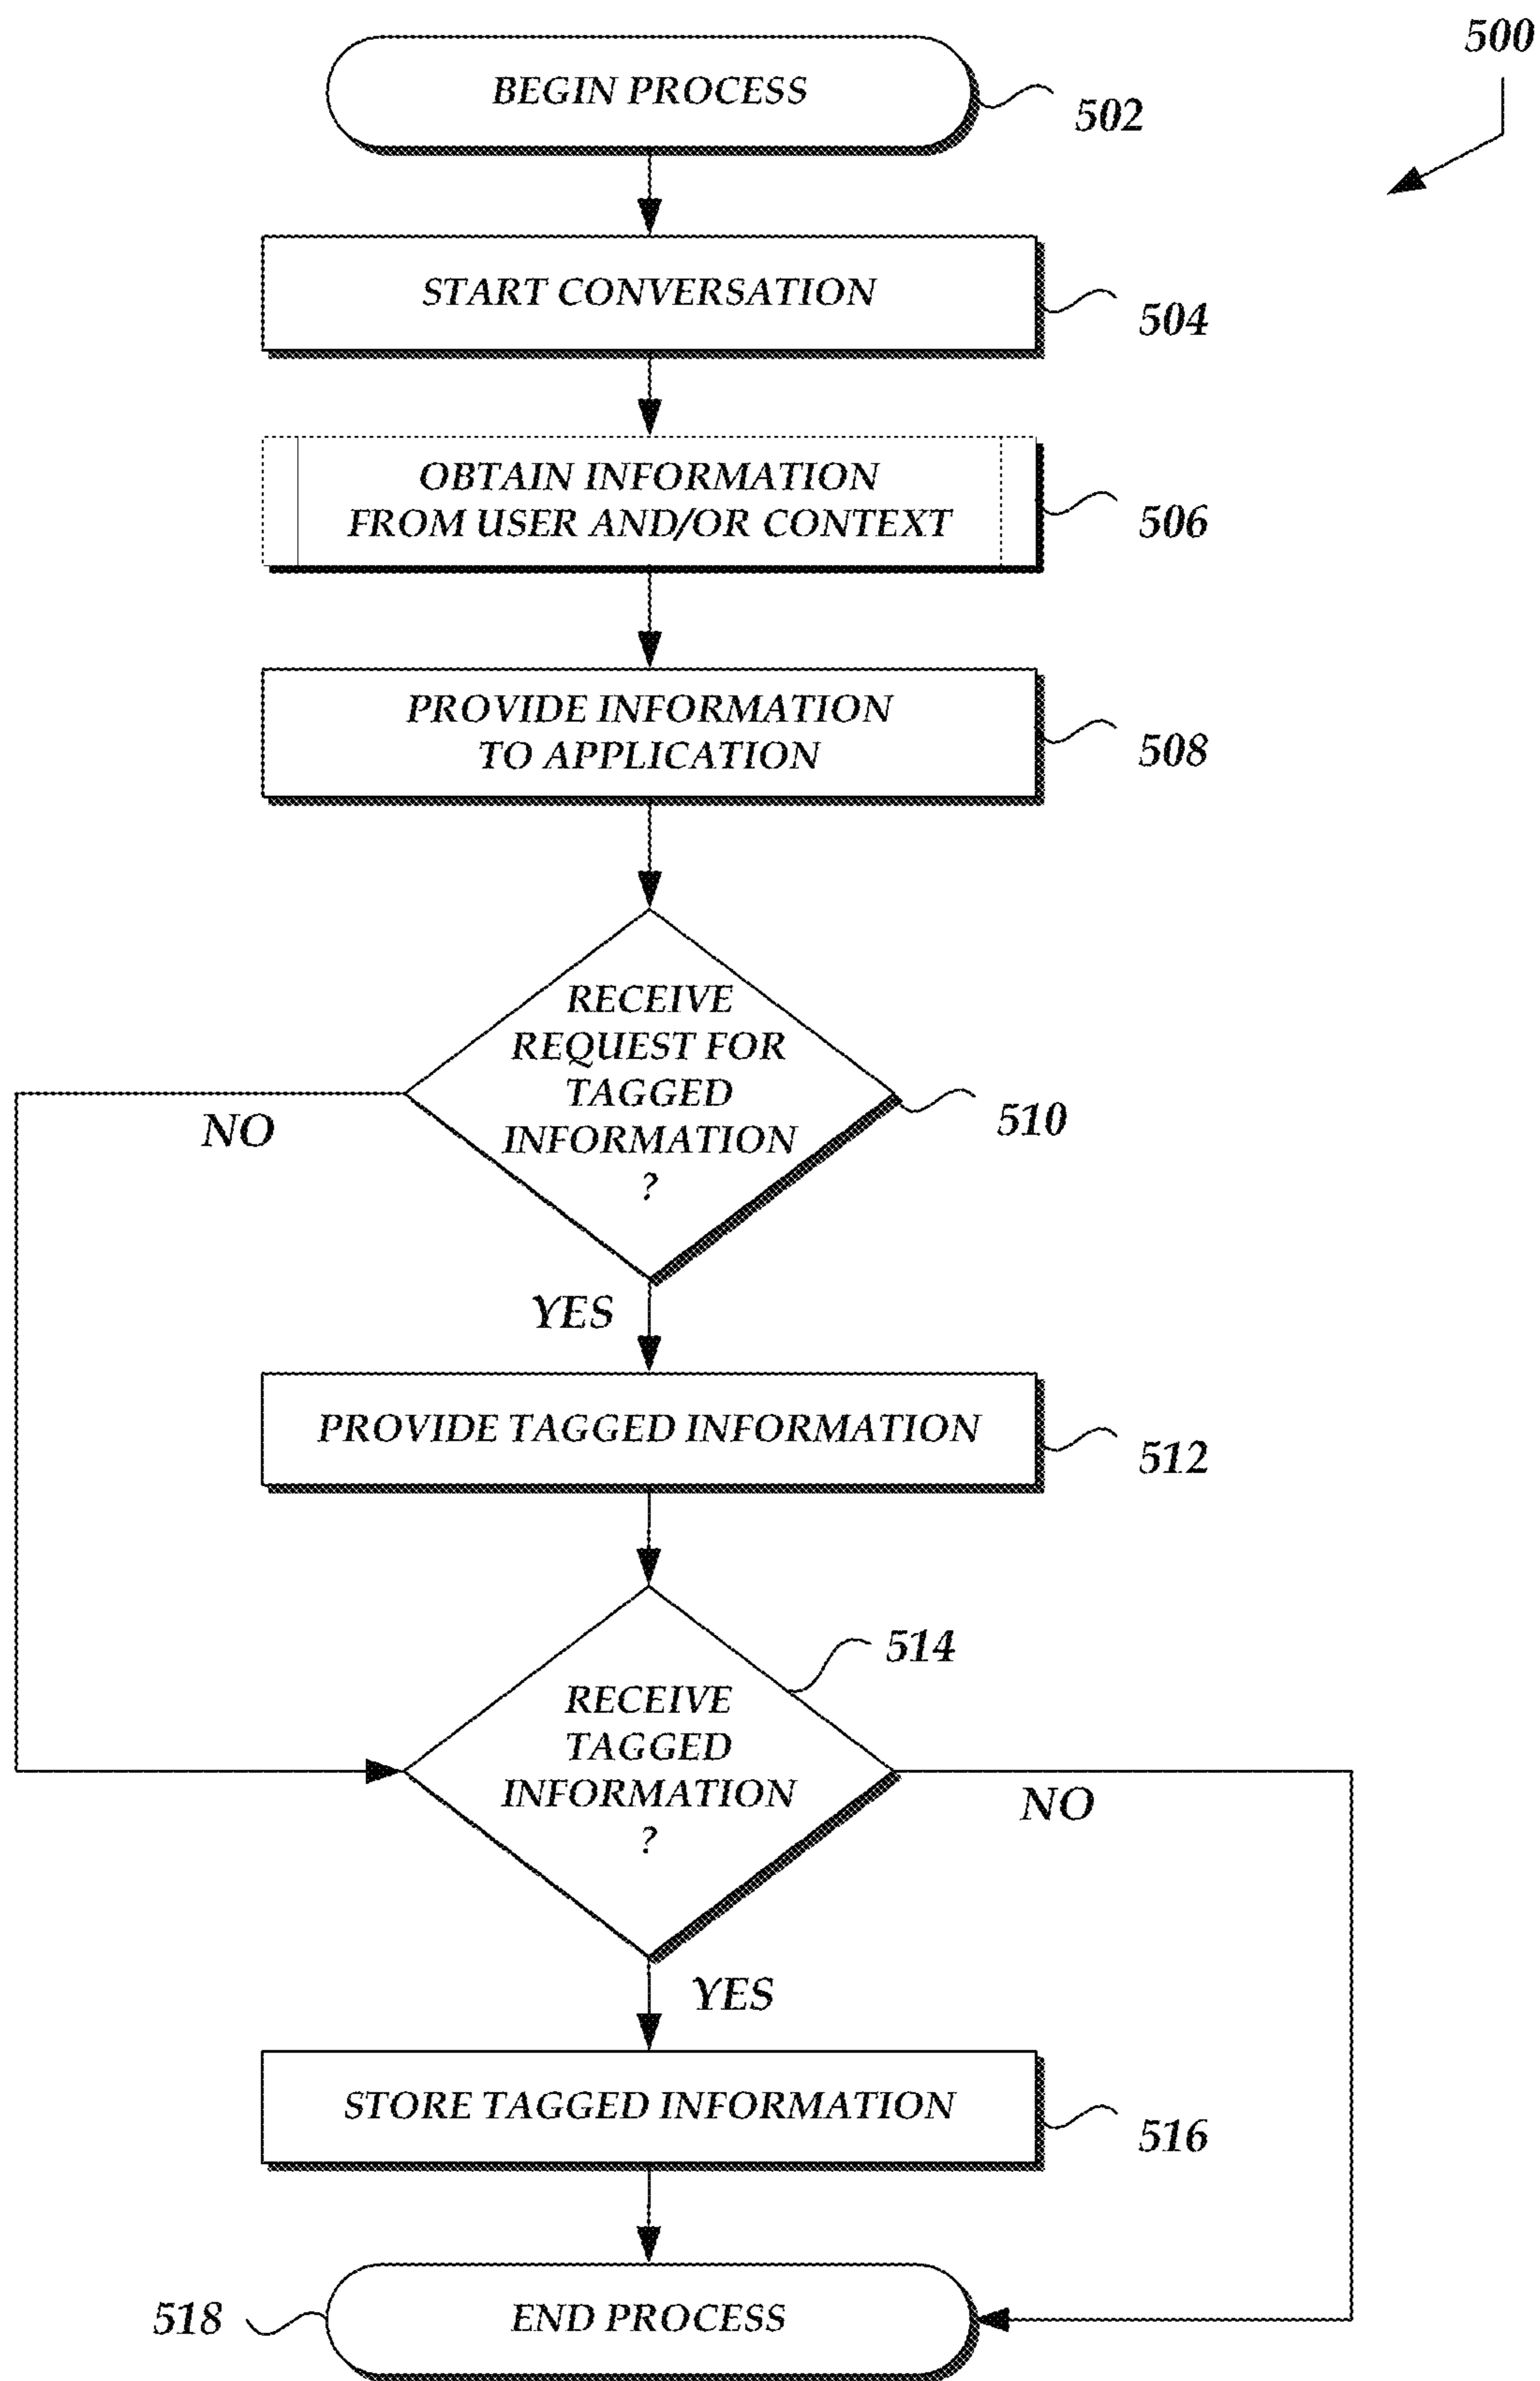 500
BEGIN PROCESS
502
START CONVERSATION
504
OBTAIN INFORMATION
FROM USER AND/OR CONTEXT
506
PROVIDE INFORMATION
TO APPLICATION
508
RECEIVE
REQUEST FOR
TAGGED
INFORMATION
?
510
NO
YES
PROVIDE TAGGED INFORMATION
512
514
RECEIVE
TAGGED
INFORMATION
?
NO
YES
STORE TAGGED INFORMATION
516
518
END PROCESS